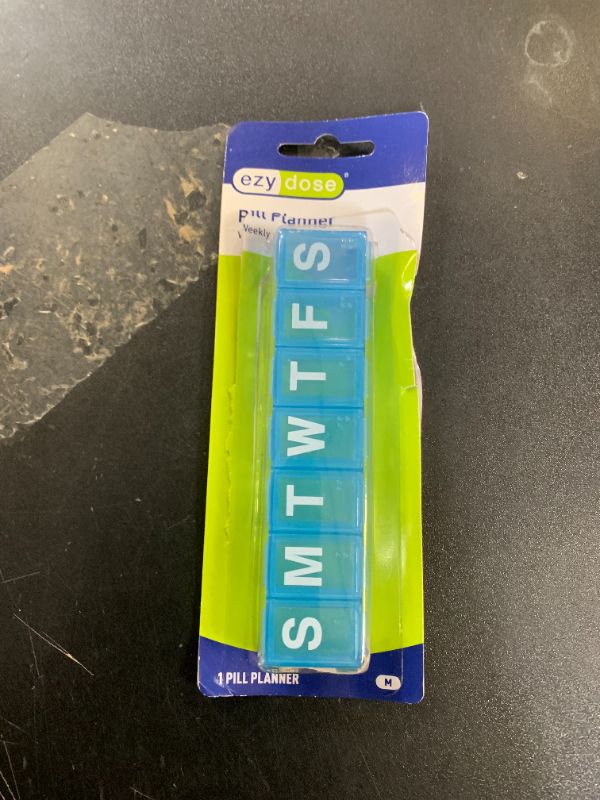 ezy dose®
Pill Planner
Weekly
S
F
T
W
T
M
S
1 PILL PLANNER
M